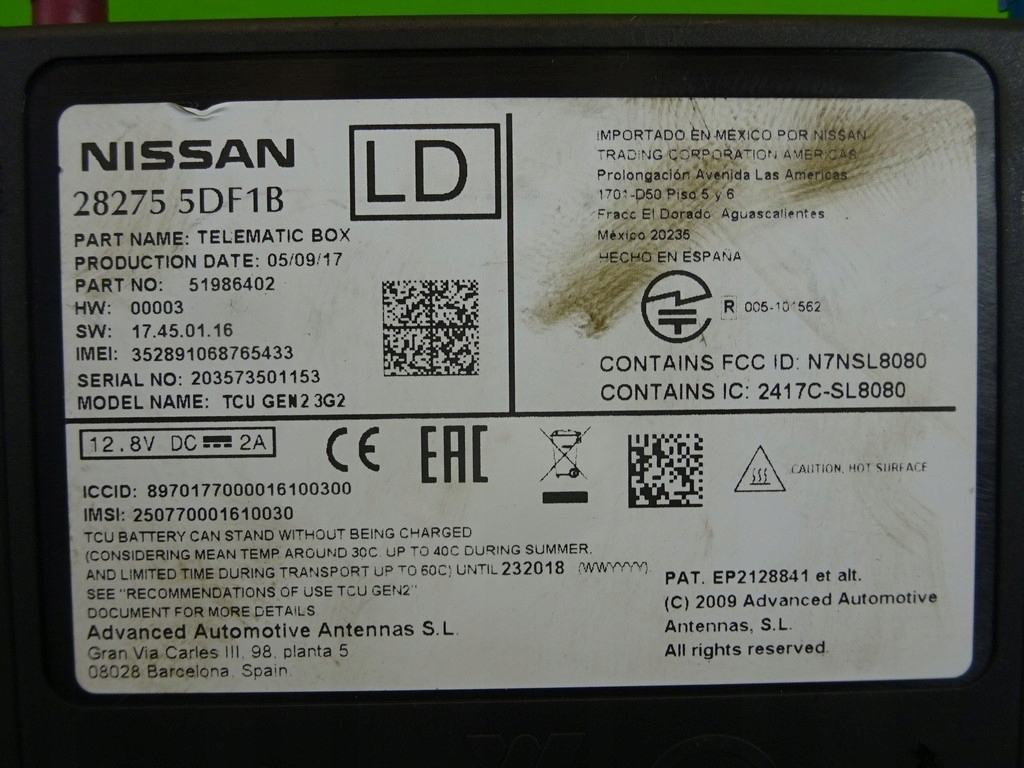 NISSAN
28275 5DF1B
LD
PART NAME: TELEMATIC BOX
PRODUCTION DATE: 05/09/17
PART NO: 51986402
HW: 00003
SW: 17.45.01.16
IMEI: 352891068765433
SERIAL NO: 203573501153
MODEL NAME: TCU GEN2 3G2
IMPORTADO EN MÉXICO POR NISSAN
TRADING CORPORATION AMERICAS
Prolongación Avenida Las Americas
1701-D50 Piso 5 y 6
Fracc El Dorado Aguascalientes
México 20235
HECHO EN ESPAÑA
R 005-101562
CONTAINS FCC ID: N7NSL8080
CONTAINS IC: 2417C-SL8080
12.8V DC 2A
CE
EAC
CAUTION, HOT SURFACE
ICCID: 8970177000016100300
IMSI: 250770001610030
TCU BATTERY CAN STAND WITHOUT BEING CHARGED
(CONSIDERING MEAN TEMP AROUND 30C. UP TO 40C DURING SUMMER,
AND LIMITED TIME DURING TRANSPORT UP TO 60C) UNTIL 232018 (WWYYYY).
SEE "RECOMMENDATIONS OF USE TCU GEN2"
DOCUMENT FOR MORE DETAILS
Advanced Automotive Antennas S.L.
Gran Via Carles III, 98, planta 5
08028 Barcelona, Spain.
PAT. EP2128841 et alt.
(C) 2009 Advanced Automotive
Antennas, S.L.
All rights reserved.